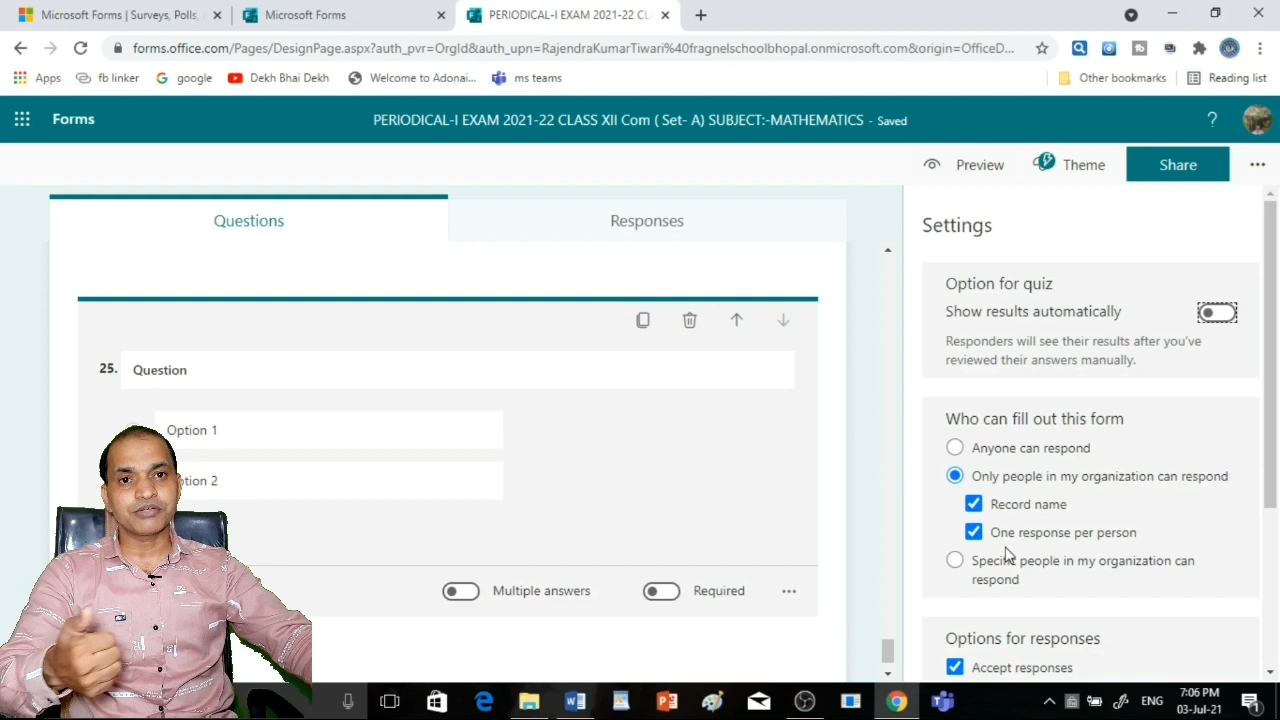 Microsoft Forms | Surveys, Polls,
Microsoft Forms
PERIODICAL-I EXAM 2021-22 CL
forms.office.com/Pages/DesignPage.aspx?auth_pvr=OrgId&auth_upn=RajendraKumarTiwari%40fragnelschoolbhopal.onmicrosoft.com&origin=OfficeD...
Apps
fb linker
google
Dekh Bhai Dekh
Welcome to Adonai...
ms teams
Other bookmarks
Reading list
Forms
PERIODICAL-I EXAM 2021-22 CLASS XII Com ( Set- A) SUBJECT:-MATHEMATICS - Saved
?
Preview
Theme
Share
Questions
Responses
25. Question
Option 1
ption 2
Multiple answers
Required
Settings
Option for quiz
Show results automatically
Responders will see their results after you've
reviewed their answers manually.
Who can fill out this form
Anyone can respond
Only people in my organization can respond
Record name
One response per person
Specific people in my organization can
respond
Options for responses
Accept responses
ENG
7:06 PM
03-Jul-21